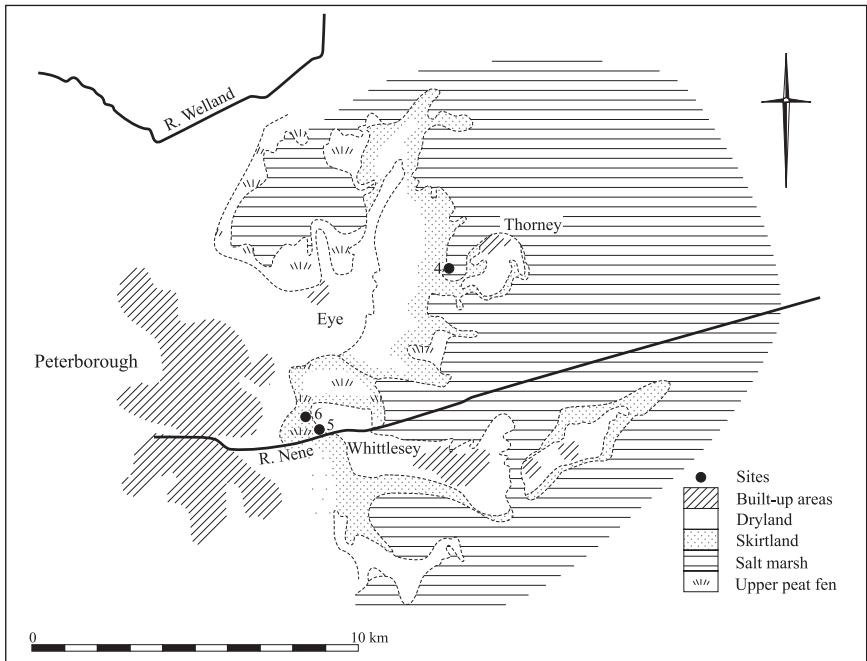 R. Welland
Thorney
4
Eye
Peterborough
6
5
R. Nene
Whittlesey
Sites
Built-up areas
Dryland
Skirtland
Salt marsh
Upper peat fen
0
10 km